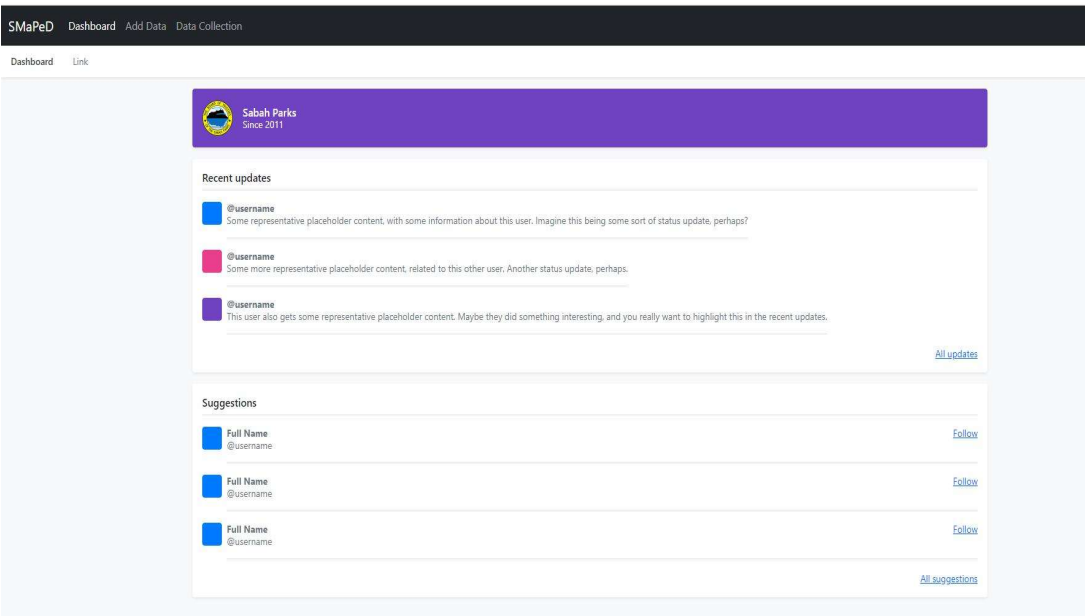 SMaPeD Dashboard Add Data Data Collection
Dashboard Link
Sabah Parks
Since 2011
Recent updates
@username
Some representative placeholder content, with some information about this user. Imagine this being some sort of status update, perhaps?
@username
Some more representative placeholder content, related to this other user. Another status update, perhaps.
@username
This user also gets some representative placeholder content. Maybe they did something interesting, and you really want to highlight this in the recent updates.
All updates
Suggestions
Full Name Follow
@username
Full Name Follow
@username
Full Name Follow
@username
All suggestions